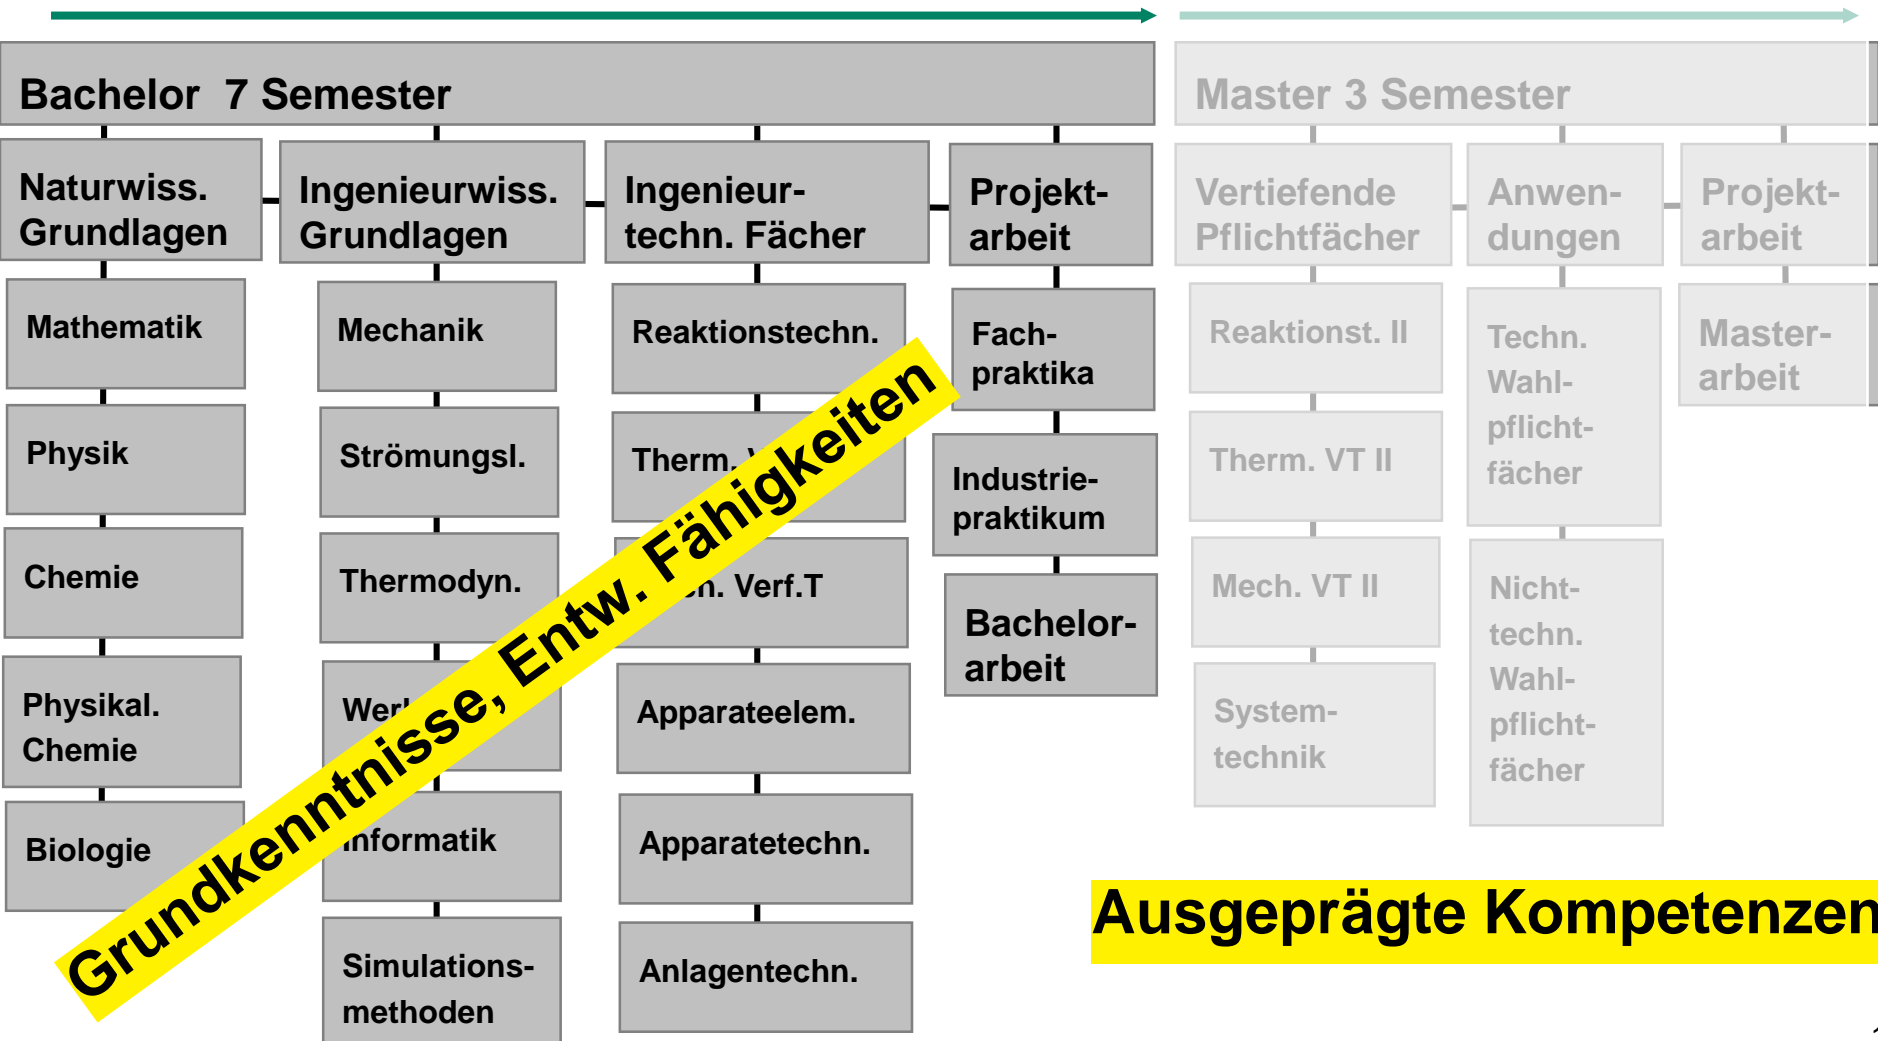 Bachelor 7 Semester
Naturwiss.
Grundlagen
Mathematik
Physik
Chemie
Physikal.
Chemie
Biologie
Ingenieurwiss.
Grundlagen
Mechanik
Strömungsl.
Thermodyn.
Informatik
Simulations-
methoden
Ingenieur-
techn. Fächer
Reaktionstechn.
Therm.
Verf.T
Apparateelem.
Apparatetechn.
Anlagentechn.
Projekt-
arbeit
Fach-
praktika
Industrie-
praktikum
Bachelor-
arbeit
Grundkenntnisse, Entw. Fähigkeiten
Master 3 Semester
Vertiefende
Pflichtfächer
Reaktionst. II
Therm. VT II
Mech. VT II
System-
technik
Anwen-
dungen
Techn.
Wahl-
pflicht-
fächer
Nicht-
techn.
Wahl-
pflicht-
fächer
Projekt-
arbeit
Master-
arbeit
Ausgeprägte Kompetenzen